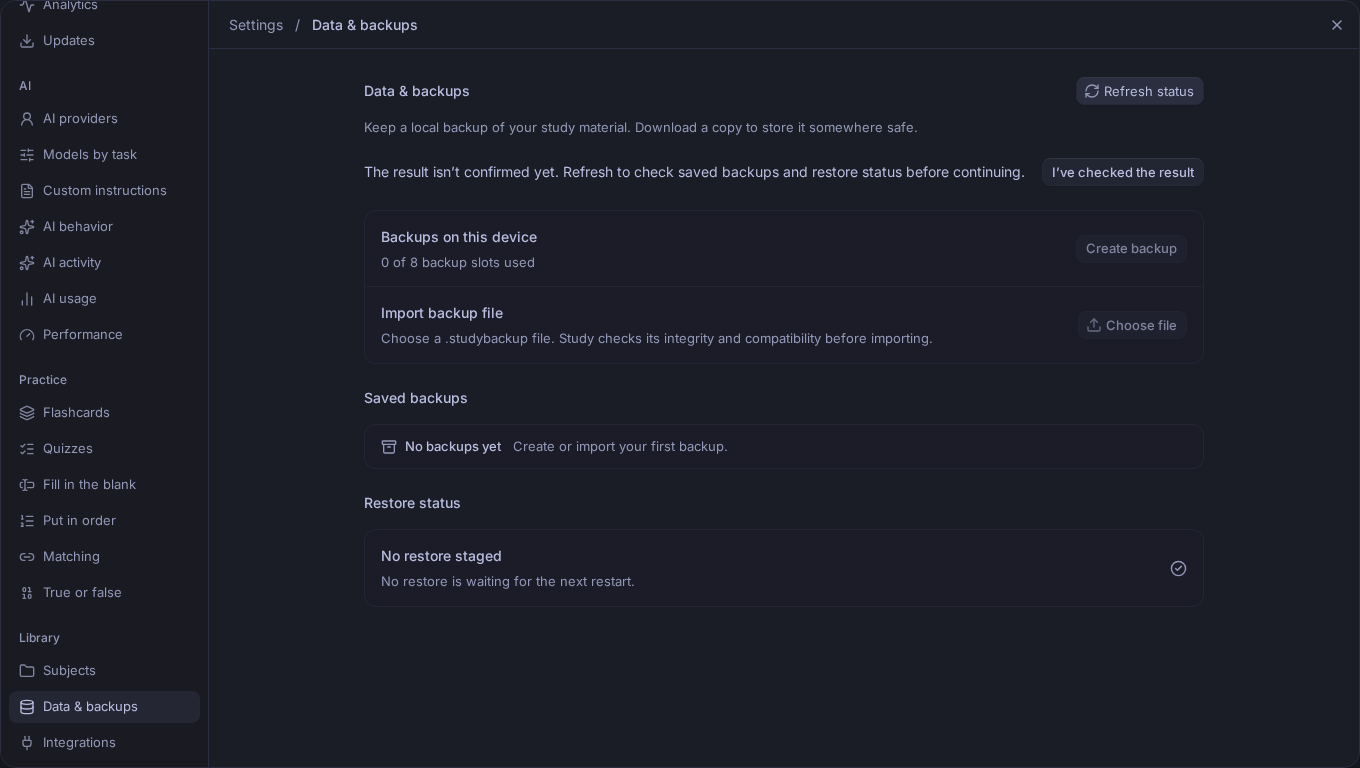 Analytics
Updates
AI
AI providers
Models by task
Custom instructions
AI behavior
AI activity
AI usage
Performance
Practice
Flashcards
Quizzes
Fill in the blank
Put in order
Matching
True or false
Library
Subjects
Data & backups
Integrations
Settings / Data & backups
Data & backups
Refresh status
Keep a local backup of your study material. Download a copy to store it somewhere safe.
The result isn’t confirmed yet. Refresh to check saved backups and restore status before continuing.
I’ve checked the result
Backups on this device
0 of 8 backup slots used
Create backup
Import backup file
Choose a .studybackup file. Study checks its integrity and compatibility before importing.
Choose file
Saved backups
No backups yet Create or import your first backup.
Restore status
No restore staged
No restore is waiting for the next restart.